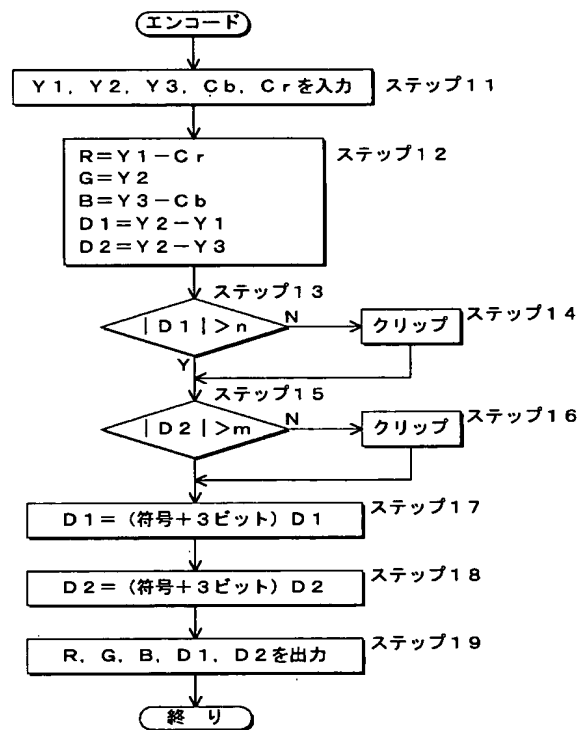 エンコード
Y1, Y2, Y3, Cb, Crを入力
ステップ11
ステップ12
R=Y1-Cr
G=Y2
B=Y3-Cb
D1=Y2-Y1
D2=Y2-Y3
ステップ13
|D1|>n
N
クリップ
ステップ14
Y
ステップ15
|D2|>m
N
クリップ
ステップ16
D1=(符号+3ビット) D1
ステップ17
D2=(符号+3ビット) D2
ステップ18
R, G, B, D1, D2を出力
ステップ19
終 り